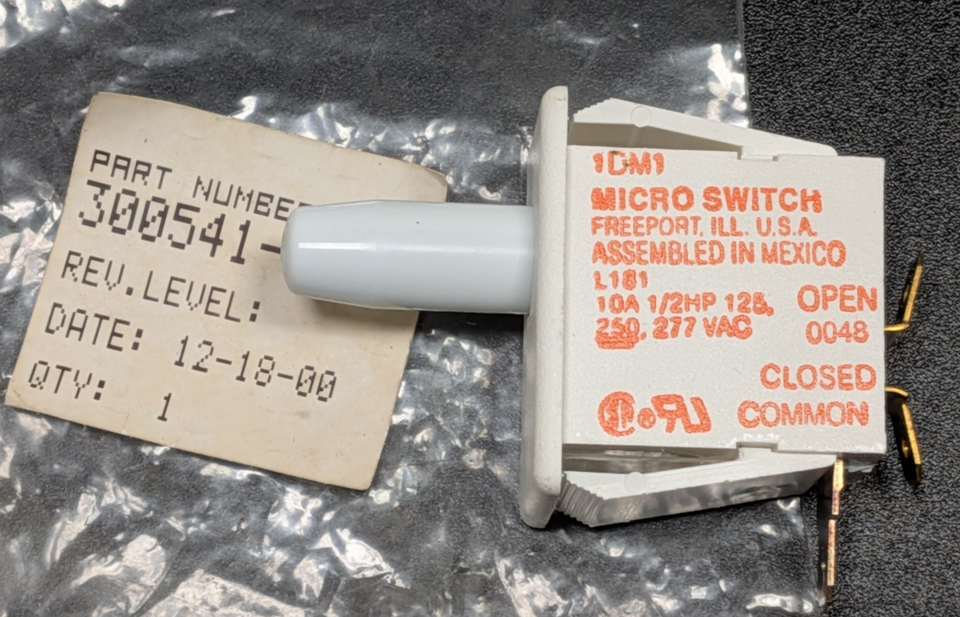 PART NUMBE
300541-
REV.LEVEL:
DATE: 12-18-00
QTY: 1
1DM1
MICRO SWITCH
FREEPORT, ILL. U.S.A.
ASSEMBLED IN MEXICO
L181
10A 1/2HP 125,
250, 277 VAC
OPEN
0048
CLOSED
COMMON